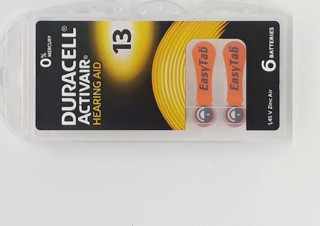 0%
MERCURY
DURACELL
ACTIVAIR
HEARING AID
13
EasyTab
EasyTab
6
BATTERIES
1,45 V Zinc Air